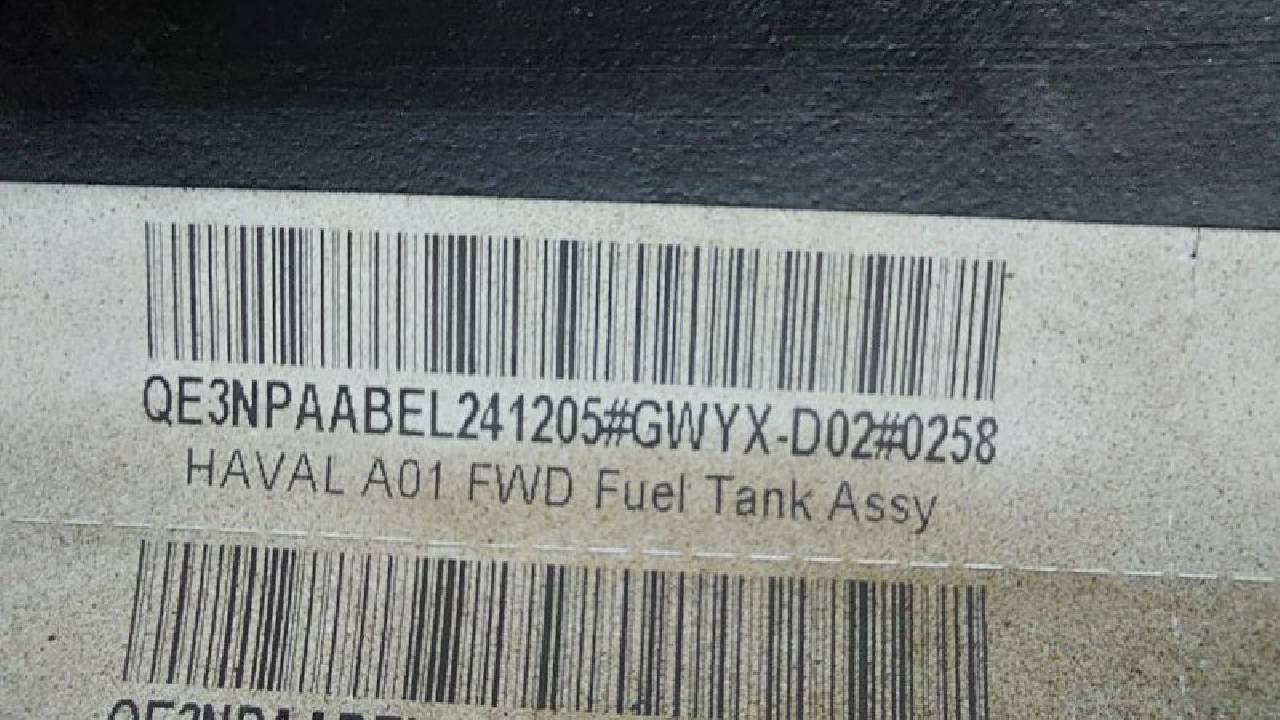 QE3NPAABEL241205#GWYX-D02#0258
HAVAL A01 FWD Fuel Tank Assy